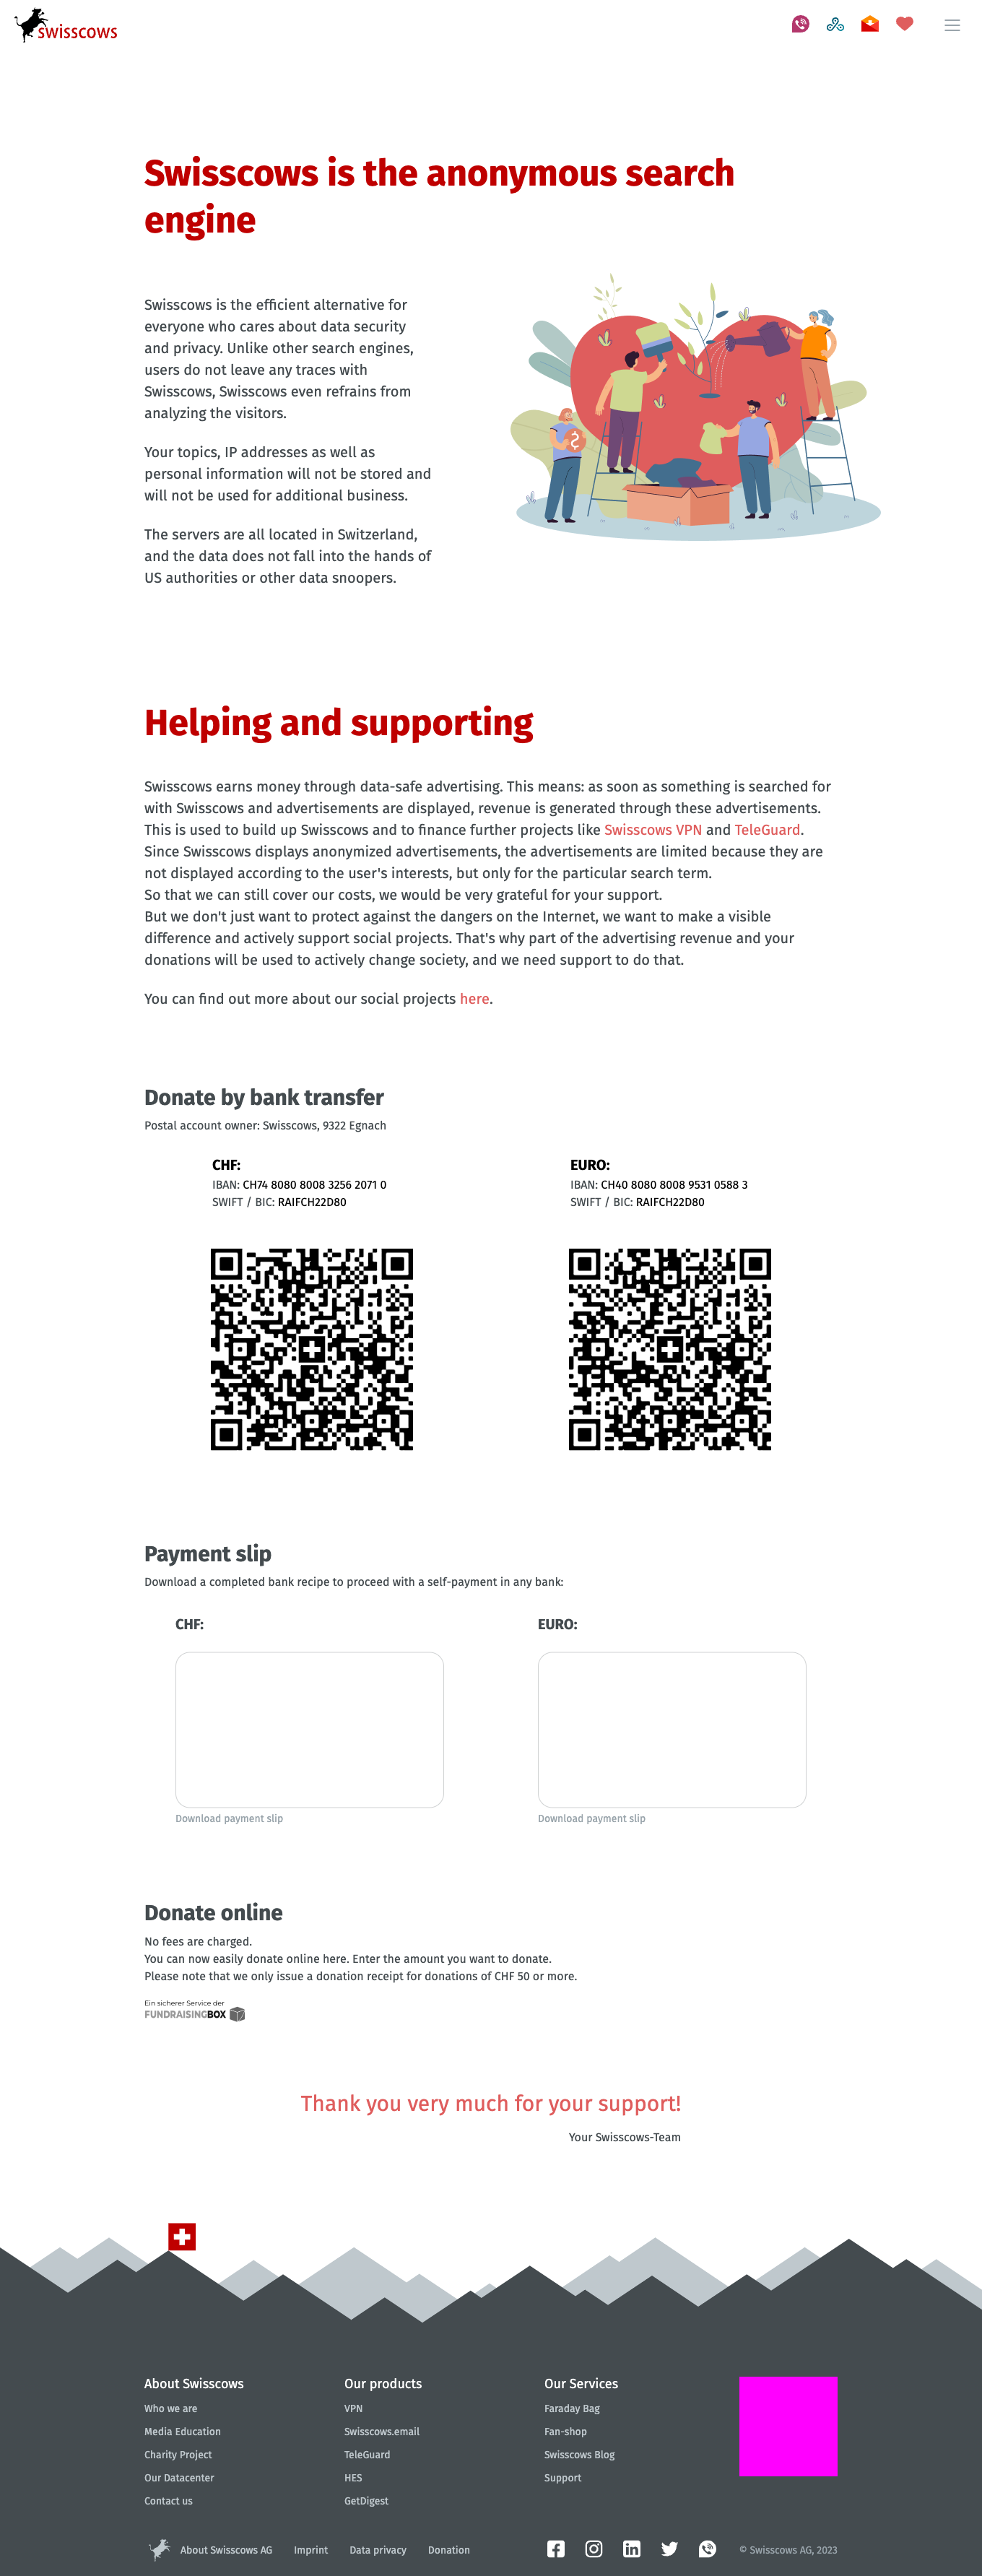 swisscows
Swisscows is the anonymous search
engine
Swisscows is the efficient alternative for
everyone who cares about data security
and privacy. Unlike other search engines,
users do not leave any traces with
Swisscows, Swisscows even refrains from
analyzing the visitors.
Your topics, IP addresses as well as
personal information will not be stored and
will not be used for additional business.
The servers are all located in Switzerland,
and the data does not fall into the hands of
US authorities or other data snoopers.
Helping and supporting
Swisscows earns money through data-safe advertising. This means: as soon as something is searched for
with Swisscows and advertisements are displayed, revenue is generated through these advertisements.
This is used to build up Swisscows and to finance further projects like Swisscows VPN and TeleGuard.
Since Swisscows displays anonymized advertisements, the advertisements are limited because they are
not displayed according to the user's interests, but only for the particular search term.
So that we can still cover our costs, we would be very grateful for your support.
But we don't just want to protect against the dangers on the Internet, we want to make a visible
difference and actively support social projects. That's why part of the advertising revenue and your
donations will be used to actively change society, and we need support to do that.
You can find out more about our social projects here.
Donate by bank transfer
Postal account owner: Swisscows, 9322 Egnach
CHF:
IBAN: CH74 8080 8008 3256 2071 0
SWIFT / BIC: RAIFCH22D80
EURO:
IBAN: CH40 8080 8008 9531 0588 3
SWIFT / BIC: RAIFCH22D80
Payment slip
Download a completed bank recipe to proceed with a self-payment in any bank:
CHF:
Download payment slip
EURO:
Download payment slip
Donate online
No fees are charged.
You can now easily donate online here. Enter the amount you want to donate.
Please note that we only issue a donation receipt for donations of CHF 50 or more.
Ein sicherer Service der
FUNDRAISINGBOX
Thank you very much for your support!
Your Swisscows-Team
About Swisscows
Who we are
Media Education
Charity Project
Our Datacenter
Contact us
Our products
VPN
Swisscows.email
TeleGuard
HES
GetDigest
Our Services
Faraday Bag
Fan-shop
Swisscows Blog
Support
About Swisscows AG
Imprint
Data privacy
Donation
© Swisscows AG, 2023